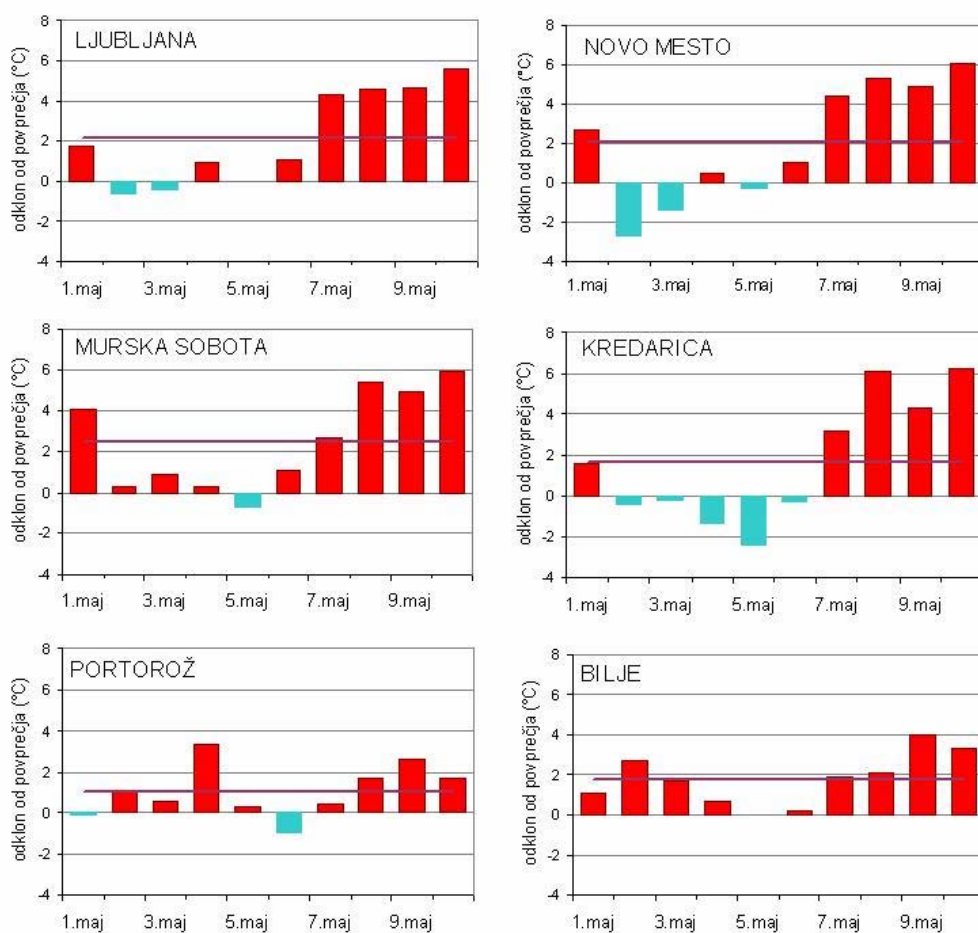 LJUBLJANA
odklon od povprečja (°C)
8
6
4
2
0
-2
-4
1.maj 3.maj 5.maj 7.maj 9.maj
NOVO MESTO
odklon od povprečja (°C)
8
6
4
2
0
-2
-4
1.maj 3.maj 5.maj 7.maj 9.maj
MURSKA SOBOTA
odklon od povprečja (°C)
8
6
4
2
0
-2
-4
1.maj 3.maj 5.maj 7.maj 9.maj
KREDARICA
odklon od povprečja (°C)
8
6
4
2
0
-2
-4
1.maj 3.maj 5.maj 7.maj 9.maj
PORTOROŽ
odklon od povprečja (°C)
8
6
4
2
0
-2
-4
1.maj 3.maj 5.maj 7.maj 9.maj
BILJE
odklon od povprečja (°C)
8
6
4
2
0
-2
-4
1.maj 3.maj 5.maj 7.maj 9.maj